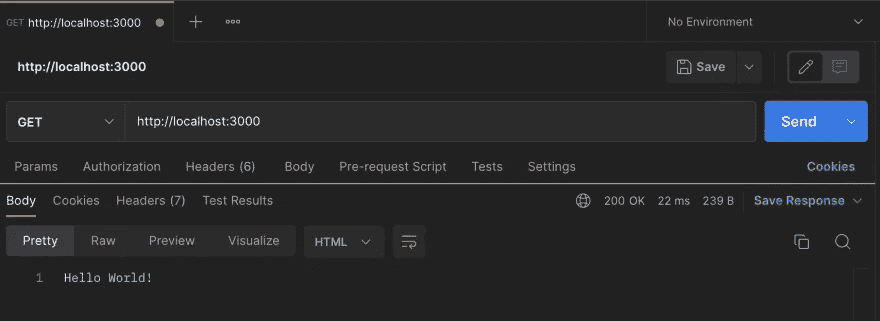 GET http://localhost:3000 No Environment
http://localhost:3000 Save
GET http://localhost:3000 Send
Params Authorization Headers (6) Body Pre-request Script Tests Settings Cookies
Body Cookies Headers (7) Test Results 200 OK 22 ms 239 B Save Response
Pretty Raw Preview Visualize HTML
1 Hello World!